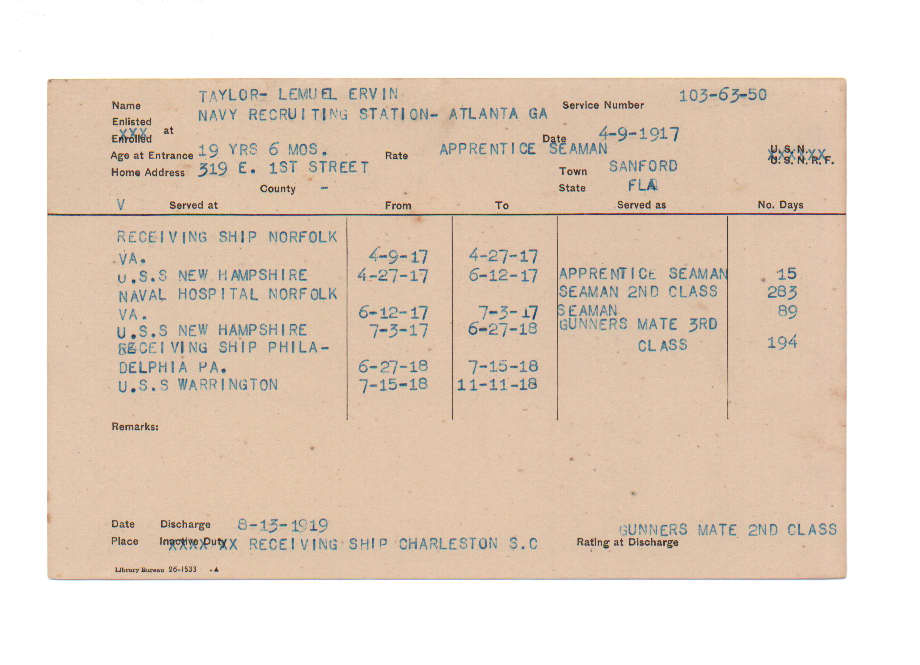 Name TAYLOR- LEMUEL ERVIN Service Number 103-63-50
Enlisted
Enrolled at NAVY RECRUITING STATION- ATLANTA GA Date 4-9-1917
Age at Entrance 19 YRS 6 MOS. Rate APPRENTICE SEAMAN U.S.N.
U.S.N.R.F.
Home Address 319 E. 1ST STREET Town SANFORD
County - State FLA
V Served at From To Served as No. Days
RECEIVING SHIP NORFOLK
VA. 4-9-17 4-27-17
U.S.S NEW HAMPSHIRE 4-27-17 6-12-17 APPRENTICE SEAMAN 15
NAVAL HOSPITAL NORFOLK SEAMAN 2ND CLASS 283
VA. 6-12-17 7-3-17 SEAMAN 89
U.S.S NEW HAMPSHIRE 7-3-17 6-27-18 GUNNERS MATE 3RD
RECEIVING SHIP PHILA- CLASS 194
DELPHIA PA. 6-27-18 7-15-18
U.S.S WARRINGTON 7-15-18 11-11-18
Remarks:
Date Discharge 8-13-1919
Place Inactive Duty XX RECEIVING SHIP CHARLESTON S.C Rating at Discharge GUNNERS MATE 2ND CLASS
Library Bureau 26-1533 -A